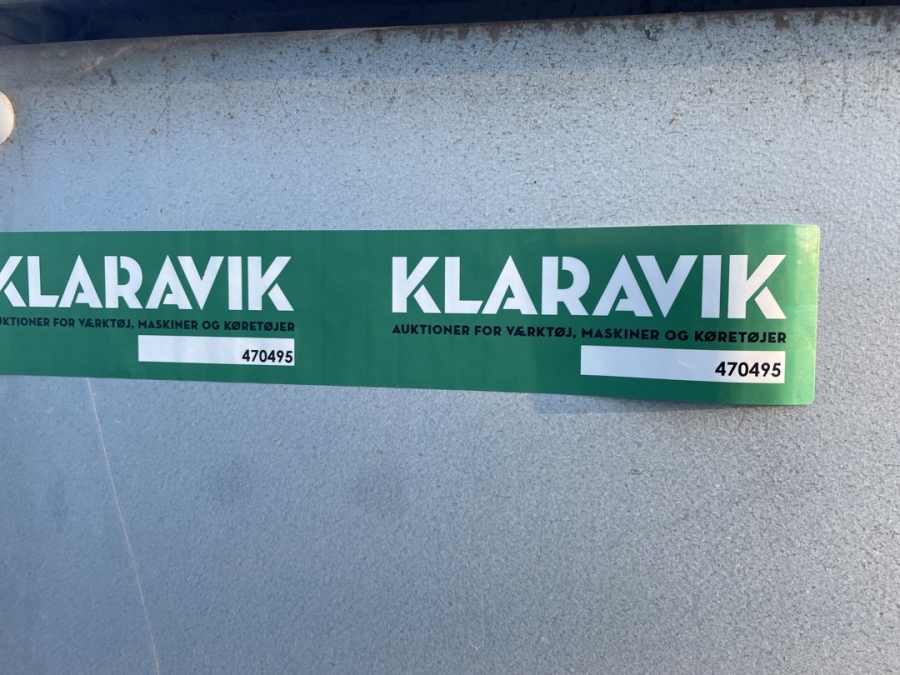 KLARAVIK
AUKTIONER FOR VÆRKTØJ, MASKINER OG KØRETØJER
470495
KLARAVIK
AUKTIONER FOR VÆRKTØJ, MASKINER OG KØRETØJER
470495